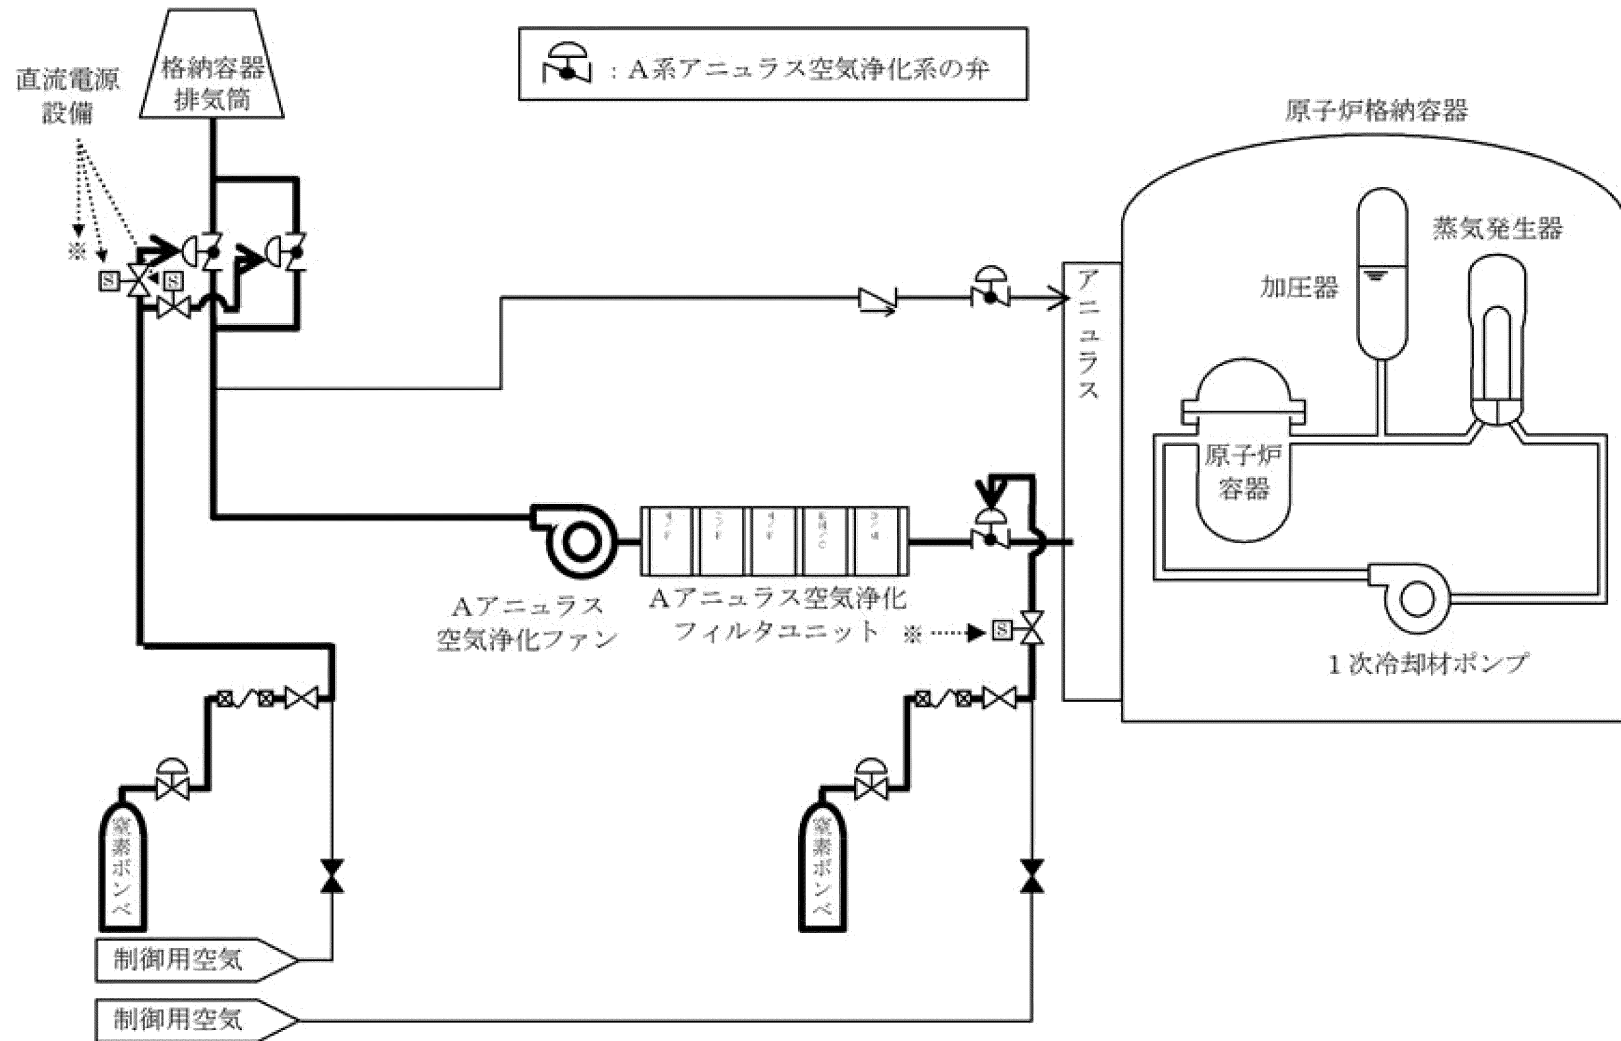 格納容器
排気筒
直流電源
設備
※
S
S
：A系アニュラス空気浄化系の弁
原子炉格納容器
アニュラス
加圧器
蒸気発生器
原子炉
容器
1次冷却材ポンプ
Aアニュラス
空気浄化ファン
Aアニュラス空気浄化
フィルタユニット
※
S
窒素ボンベ
窒素ボンベ
制御用空気
制御用空気